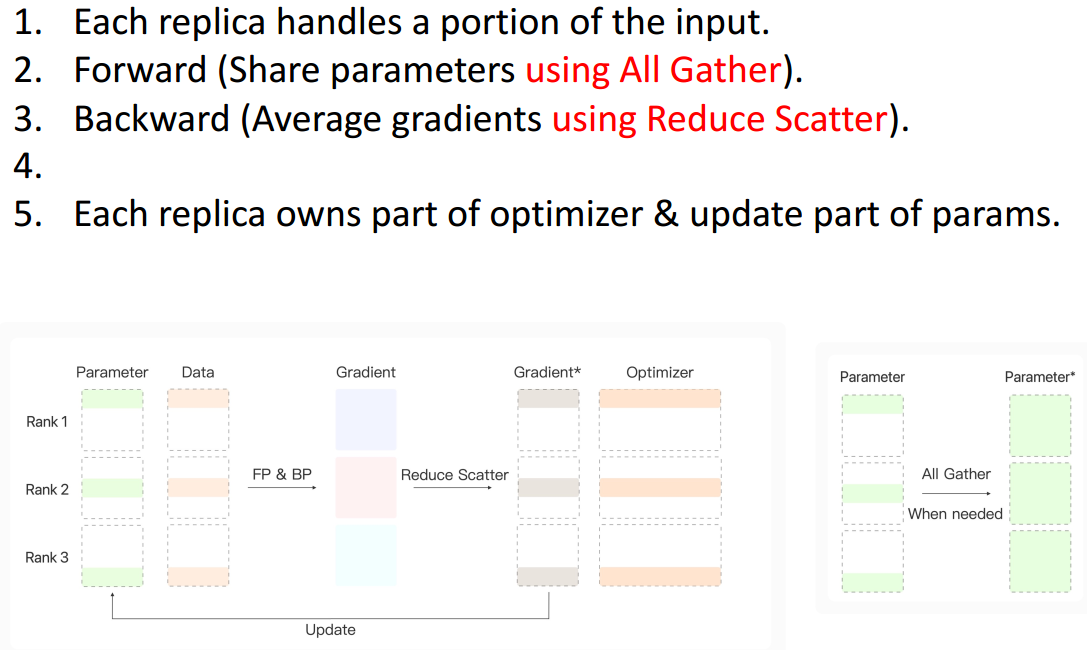 1. Each replica handles a portion of the input.
2. Forward (Share parameters using All Gather).
3. Backward (Average gradients using Reduce Scatter).
4.
5. Each replica owns part of optimizer & update part of params.
Parameter Data Gradient Gradient* Optimizer
Rank 1
Rank 2
Rank 3
FP & BP
Reduce Scatter
Update
Parameter Parameter*
All Gather
When needed